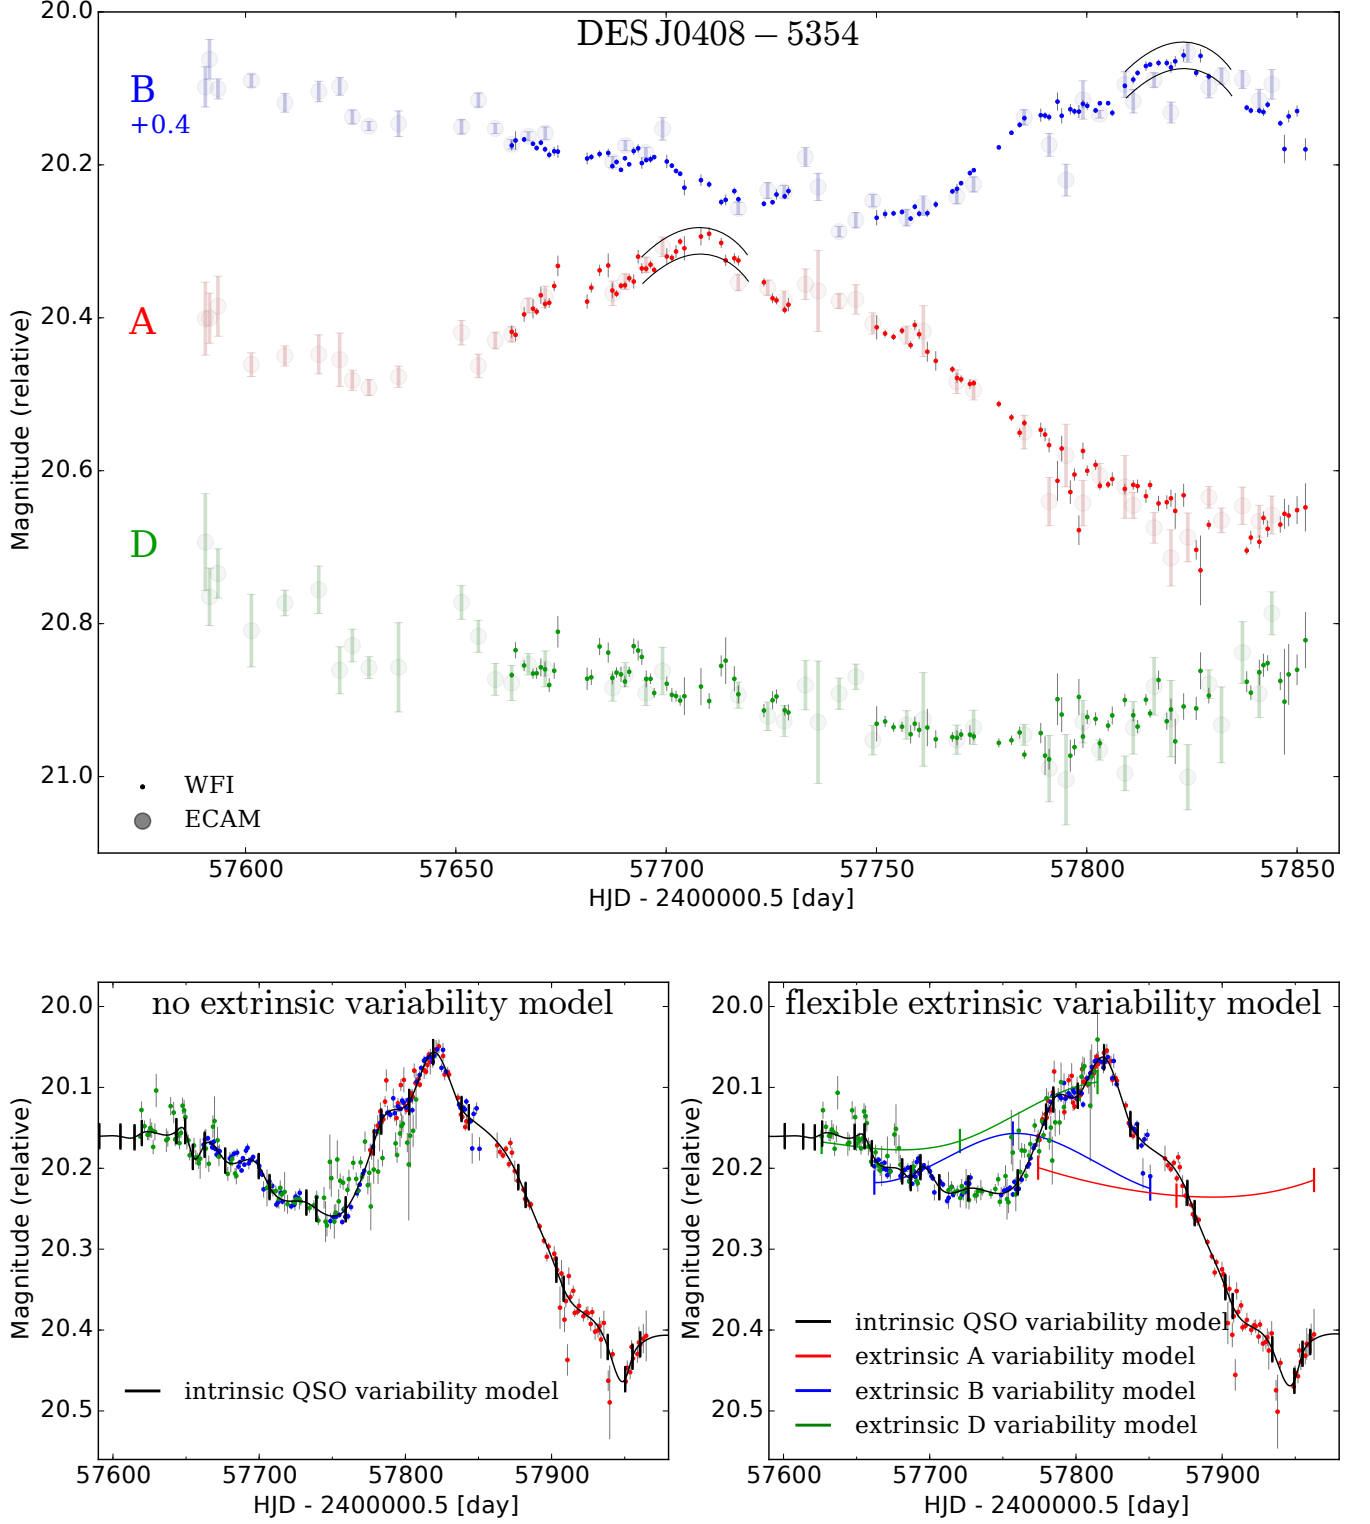 DES J0408 − 5354
20.0
20.2
20.4
20.6
20.8
21.0
Magnitude (relative)
B
+0.4
A
D
WFI
ECAM
57600
57650
57700
57750
57800
57850
HJD - 2400000.5 [day]
no extrinsic variability model
20.0
20.1
20.2
20.3
20.4
20.5
Magnitude (relative)
intrinsic QSO variability model
57600
57700
57800
57900
HJD - 2400000.5 [day]
flexible extrinsic variability model
20.0
20.1
20.2
20.3
20.4
20.5
Magnitude (relative)
intrinsic QSO variability model
extrinsic A variability model
extrinsic B variability model
extrinsic D variability model
57600
57700
57800
57900
HJD - 2400000.5 [day]